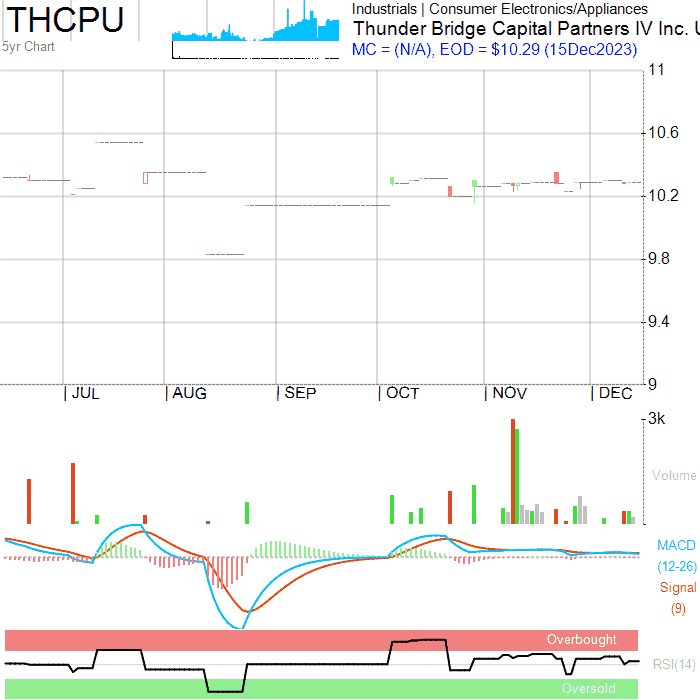 THCPU
5yr Chart
Industrials | Consumer Electronics/Appliances
Thunder Bridge Capital Partners IV Inc. U
MC = (N/A), EOD = $10.29 (15Dec2023)
11
10.6
10.2
9.8
9.4
9
JUL AUG SEP OCT NOV DEC
3k
Volume
MACD
(12-26)
Signal
(9)
Overbought
RSI(14)
Oversold